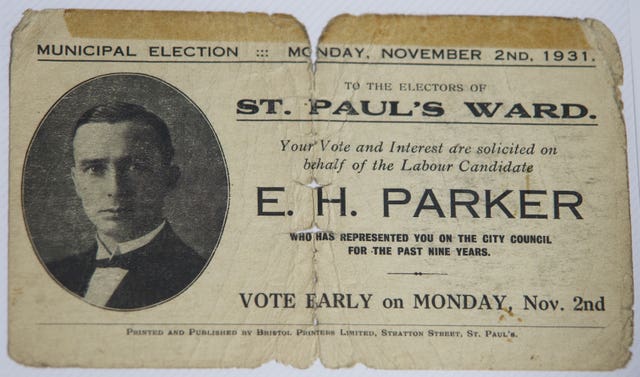 MUNICIPAL ELECTION ::: MONDAY, NOVEMBER 2ND, 1931.
TO THE ELECTORS OF
ST. PAUL'S WARD.
Your Vote and Interest are solicited on
behalf of the Labour Candidate
E. H. PARKER
WHO HAS REPRESENTED YOU ON THE CITY COUNCIL
FOR THE PAST NINE YEARS.
VOTE EARLY on MONDAY, Nov. 2nd
PRINTED AND PUBLISHED BY BRISTOL PRINTERS LIMITED, STRATTON STREET, ST. PAUL'S.